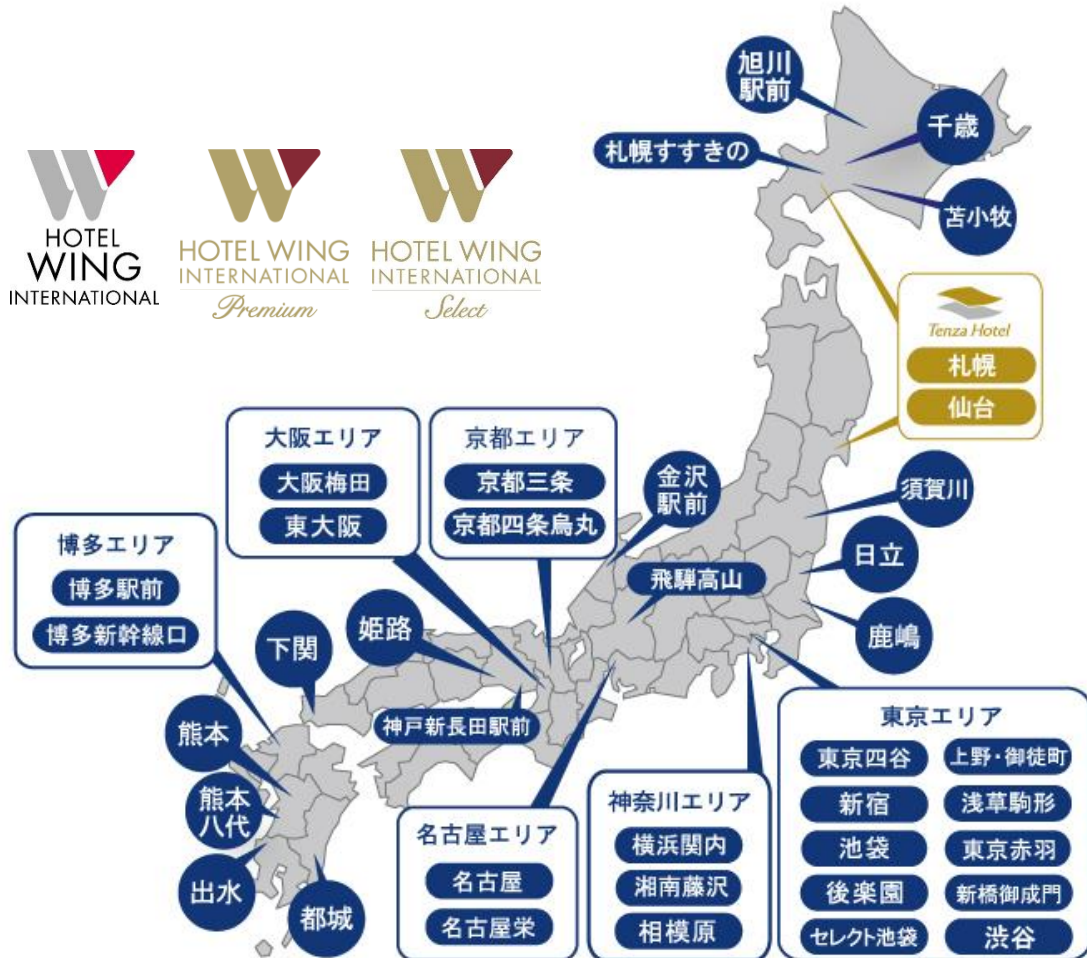 HOTEL
WING
INTERNATIONAL
HOTEL WING
INTERNATIONAL
Premium
HOTEL WING
INTERNATIONAL
Select
旭川
駅前
千歳
札幌すすきの
苫小牧
Tenza Hotel
札幌
仙台
大阪エリア
大阪梅田
東大阪
京都エリア
京都三条
京都四条烏丸
金沢
駅前
須賀川
飛騨高山
日立
鹿嶋
博多エリア
博多駅前
博多新幹線口
下関
姫路
神戸新長田駅前
熊本
熊本
八代
出水
都城
名古屋エリア
名古屋
名古屋栄
神奈川エリア
横浜関内
湘南藤沢
相模原
東京エリア
東京四谷
上野・御徒町
新宿
浅草駒形
池袋
東京赤羽
後楽園
新橋御成門
セレクト池袋
渋谷